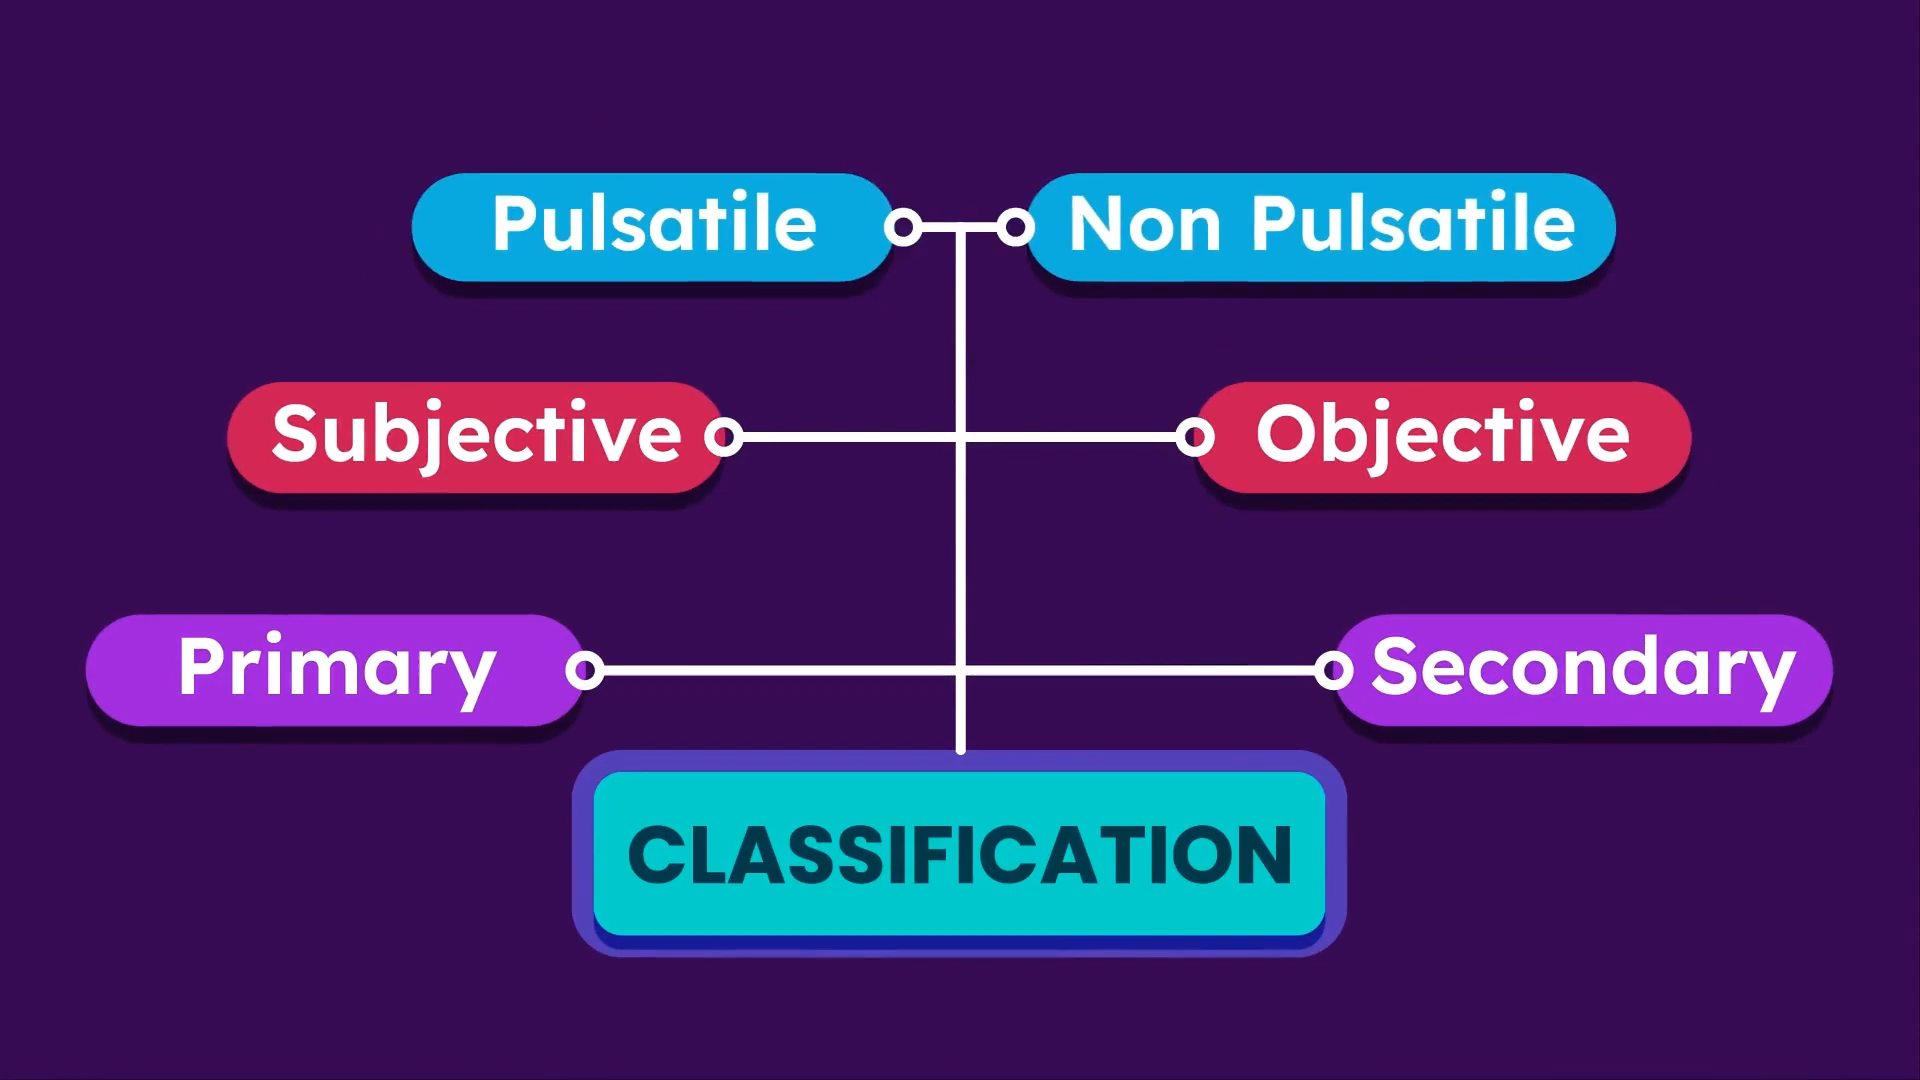 Pulsatile
Non Pulsatile
Subjective
Objective
Primary
Secondary
CLASSIFICATION